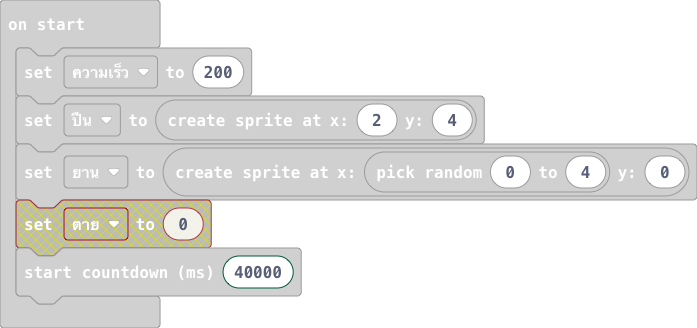 on start
set ความเร็ว to 200
set ปืน to create sprite at x: 2 y: 4
set ยาน to create sprite at x: pick random 0 to 4 y: 0
set ตาย to 0
start countdown (ms) 40000